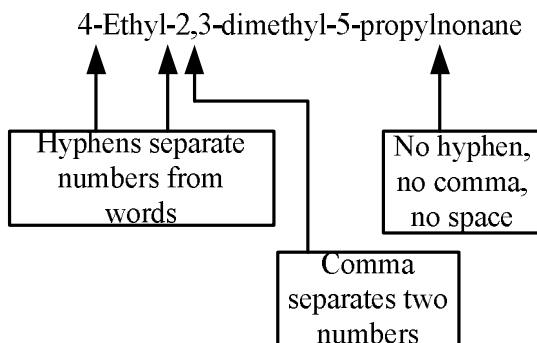 4-Ethyl-2,3-dimethyl-5-propylnonane
Hyphens separate
numbers from
words
No hyphen,
no comma,
no space
Comma
separates two
numbers